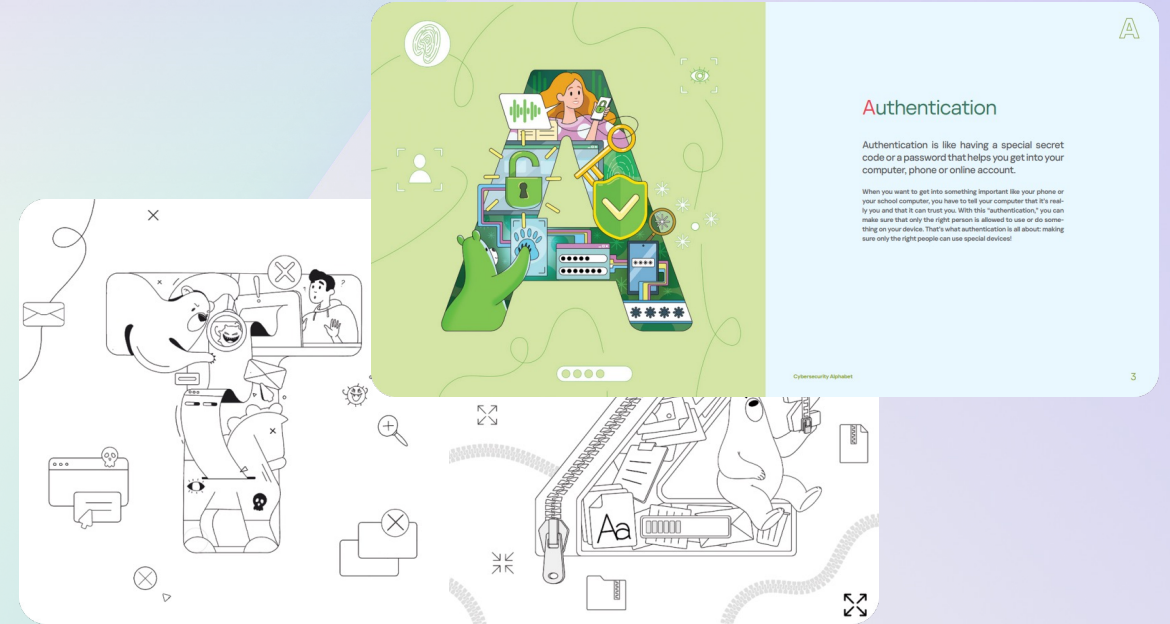 A
Authentication
Authentication is like having a special secret
code or a password that helps you get into your
computer, phone or online account.
When you want to get into something important like your phone or
your school computer, you have to tell your computer that it's real-
ly you and that it can trust you. With this "authentication," you can
make sure that only the right person is allowed to use or do some-
thing on your device. That's what authentication is all about: making
sure only the right people can use special devices!
Cybersecurity Alphabet
3
Aa